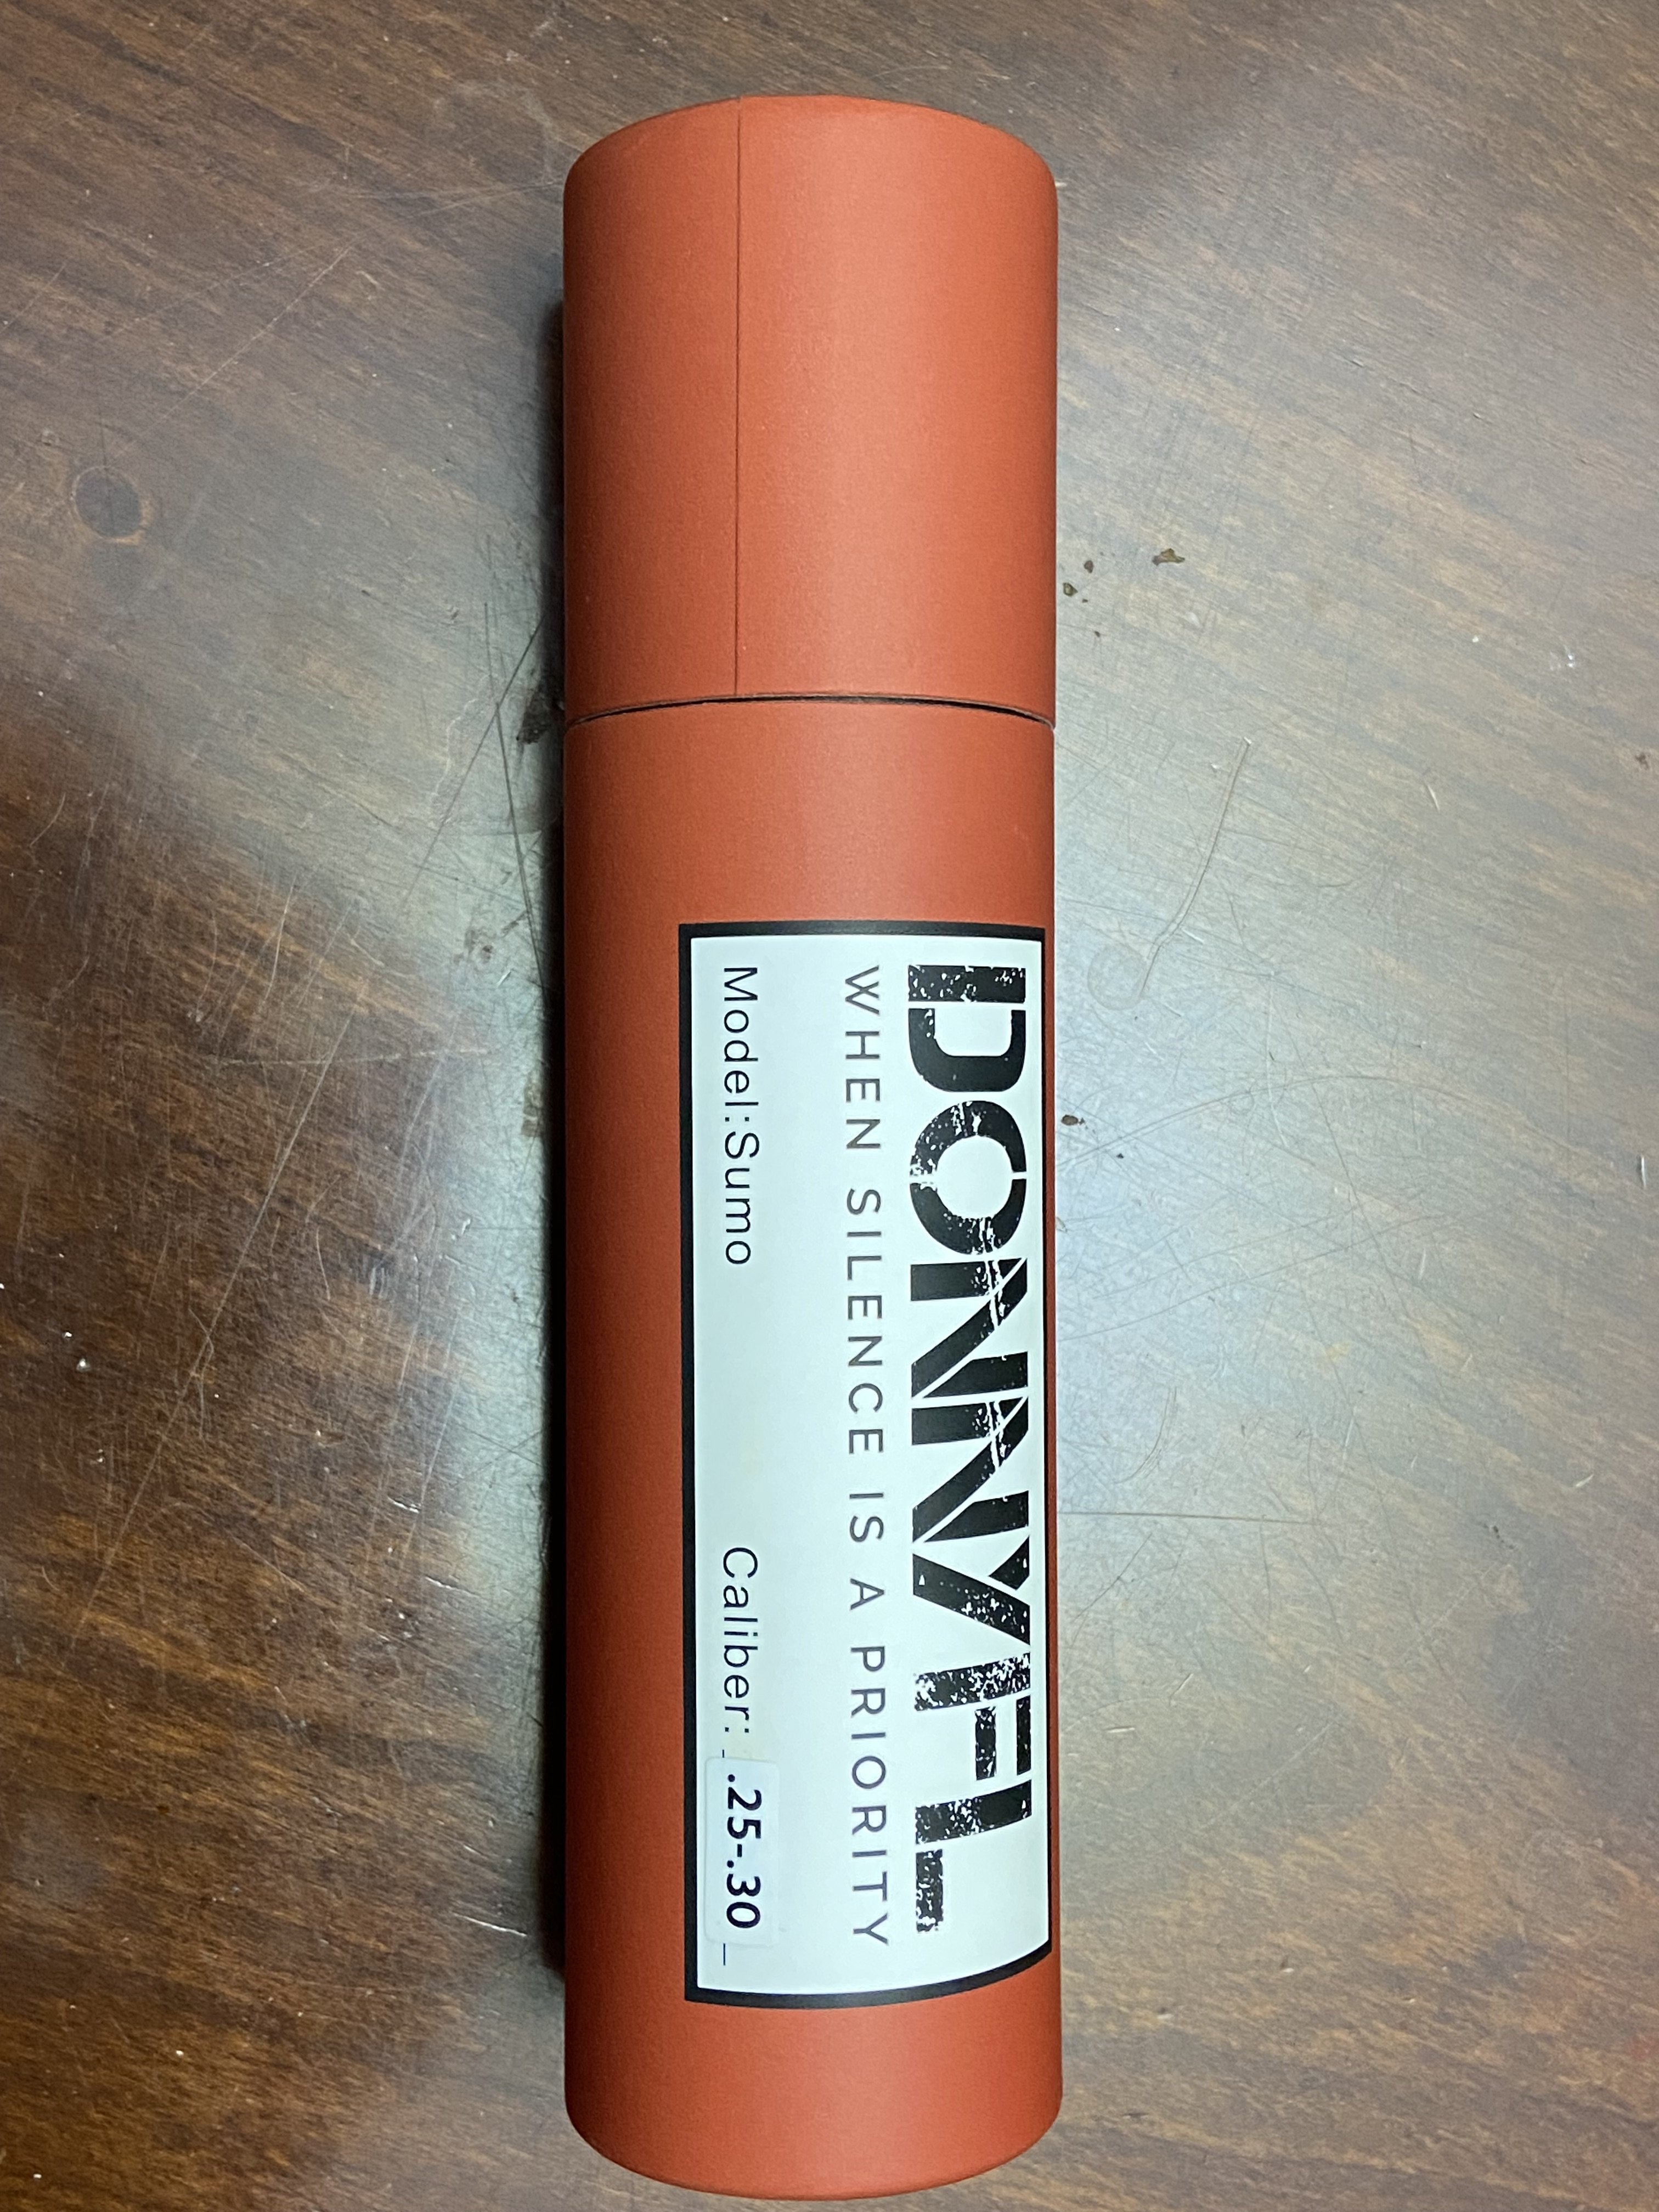 DONNYFL
WHEN SILENCE IS A PRIORITY
Model:Sumo
Caliber: .25-.30